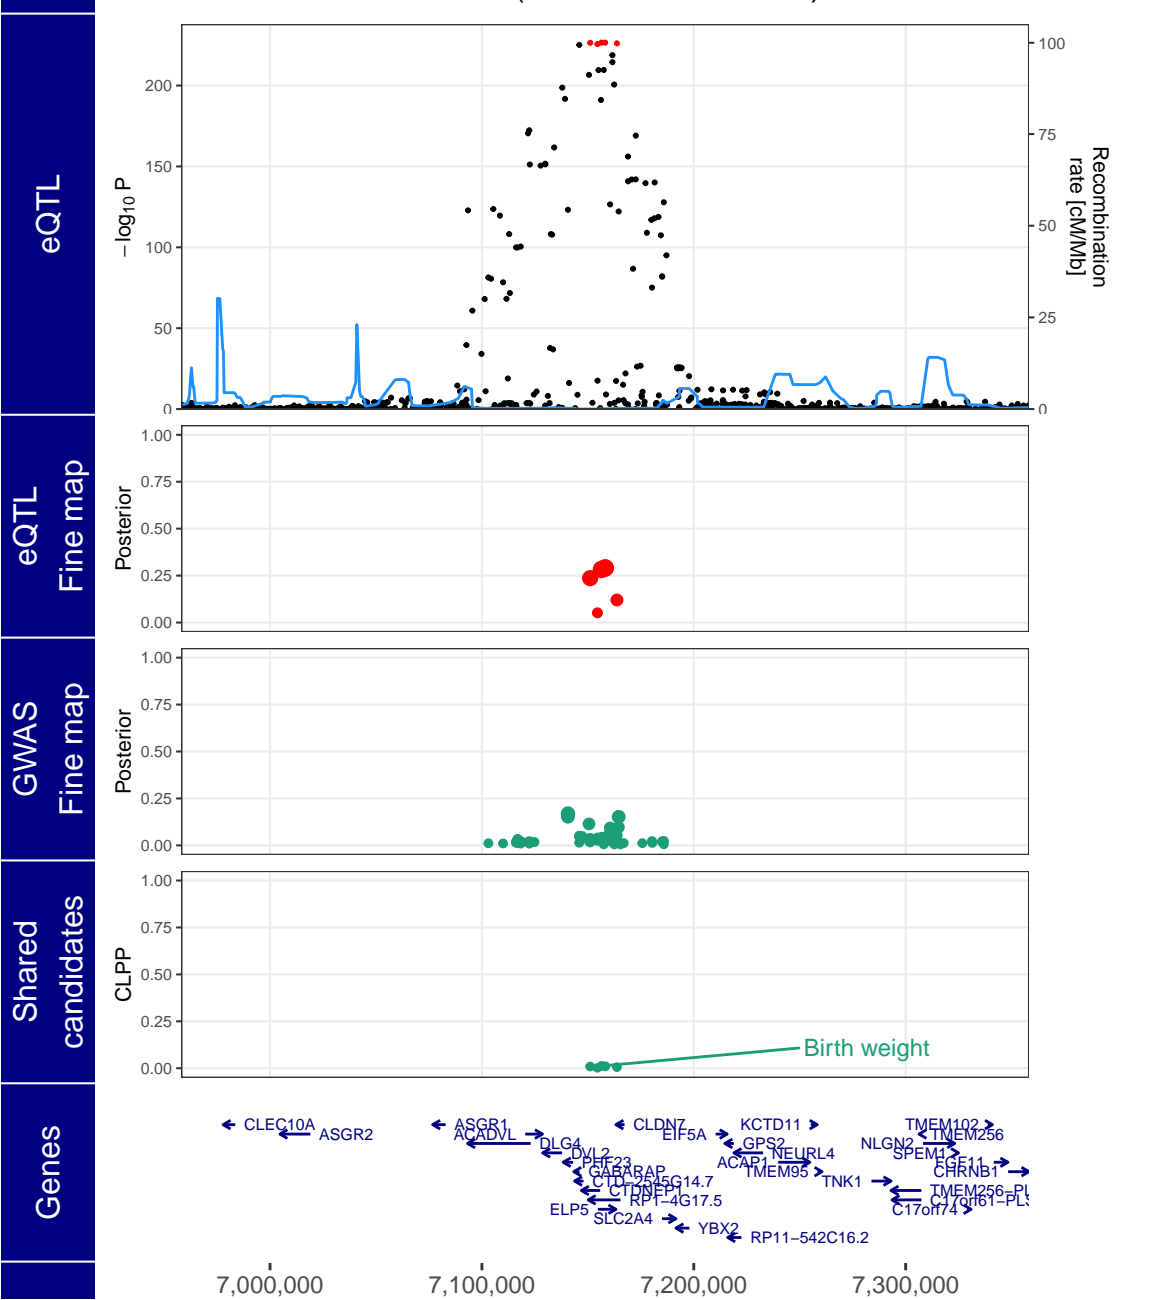 eQTL
− log10 P
200
150
100
50
0
100
75
50
25
0
Recombination
rate [cM/Mb]
eQTL
Fine map
Posterior
1.00
0.75
0.50
0.25
0.00
GWAS
Fine map
Posterior
1.00
0.75
0.50
0.25
0.00
Shared
candidates
CLPP
1.00
0.75
0.50
0.25
0.00
Birth weight
Genes
CLEC10A
ASGR1
CLDN7
KCTD11
TMEM102
ASGR2
ACADVL
EIF5A
TMEM256
DLG4
GPS2
NLGN2
DVL2
NEURL4
SPEM1
PHF23
ACAP1
FGF11
GABARAP
TMEM95
CHRNB1
CTD−2545G14.7
TNK1
CTDNEP1
TMEM256−PL
RP1−4G17.5
C17orf61−PLS
ELP5
C17orf74
SLC2A4
YBX2
RP11−542C16.2
7,000,000
7,100,000
7,200,000
7,300,000